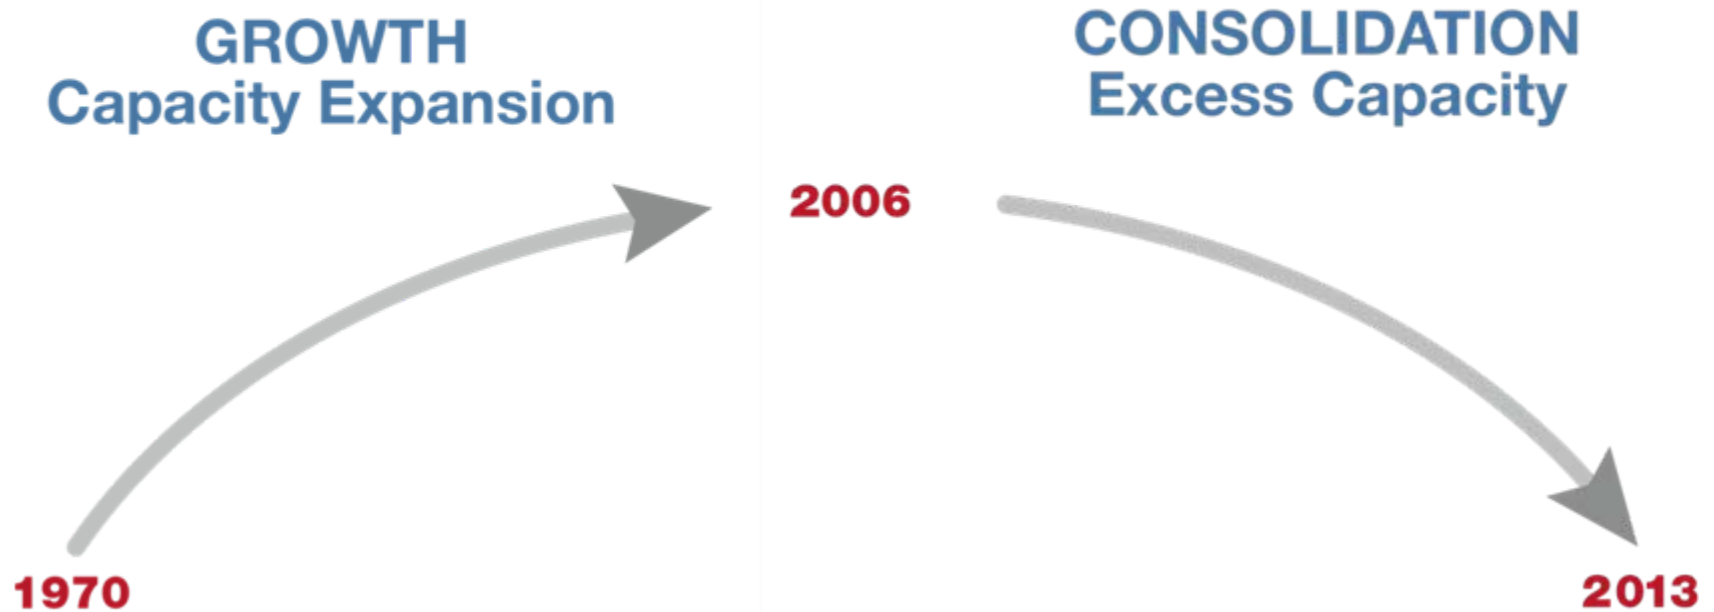 GROWTH
Capacity Expansion
CONSOLIDATION
Excess Capacity
2006
1970
2013